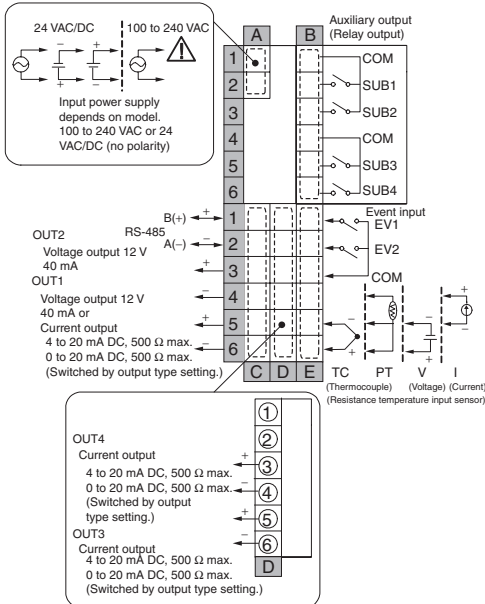 24 VAC/DC
100 to 240 VAC
− +
+ −
Input power supply
depends on model.
100 to 240 VAC or 24
VAC/DC (no polarity)
A
B
1
2
3
4
5
6
Auxiliary output
(Relay output)
COM
SUB1
SUB2
COM
SUB3
SUB4
B(+) +
RS-485
A(−) −
OUT2
Voltage output 12 V
40 mA
+
OUT1
−
Voltage output 12 V
40 mA or
Current output
+
4 to 20 mA DC, 500 Ω max.
0 to 20 mA DC, 500 Ω max.
−
(Switched by output type setting.)
1
2
3
4
5
6
C D E
Event input
EV1
EV2
COM
− +
− +
+ −
TC PT V I
(Thermocouple) (Voltage) (Current)
(Resistance temperature input sensor)
1
2
3
4
5
6
D
OUT4
Current output
+
4 to 20 mA DC, 500 Ω max.
0 to 20 mA DC, 500 Ω max.
−
(Switched by output
type setting.)
+
OUT3
−
Current output
4 to 20 mA DC, 500 Ω max.
0 to 20 mA DC, 500 Ω max.
(Switched by output type setting.)